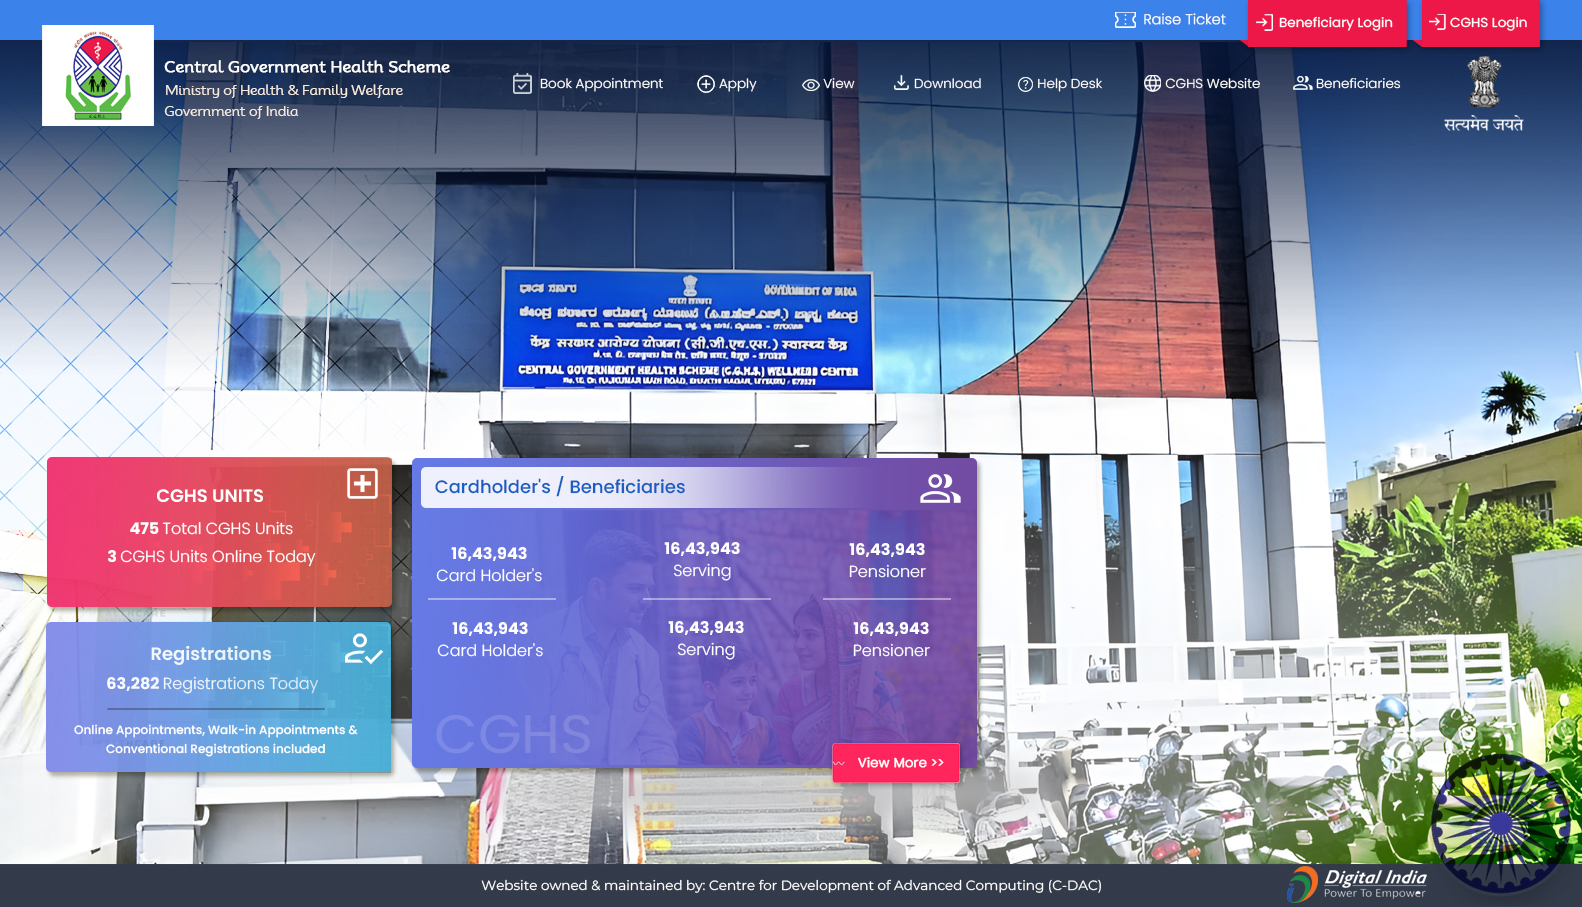 Raise Ticket
Beneficiary Login
CGHS Login
Central Government Health Scheme
Ministry of Health & Family Welfare
Government of India
Book Appointment
Apply
View
Download
Help Desk
CGHS Website
Beneficiaries
सत्यमेव जयते
GOVERNMENT OF INDIA
केंद्र सरकार आरोग्य योजना (सी.जी.एच.एस.) स्वास्थ्य केंद्र
CENTRAL GOVERNMENT HEALTH SCHEME (C.G.H.S.) WELLNESS CENTER
CGHS UNITS
475 Total CGHS Units
3 CGHS Units Online Today
Registrations
63,282 Registrations Today
Online Appointments, Walk-in Appointments &
Conventional Registrations included
Cardholder's / Beneficiaries
16,43,943
Card Holder's
16,43,943
Serving
16,43,943
Pensioner
16,43,943
Card Holder's
16,43,943
Serving
16,43,943
Pensioner
CGHS
View More >>
Website owned & maintained by: Centre for Development of Advanced Computing (C-DAC)
Digital India
Power To Empower